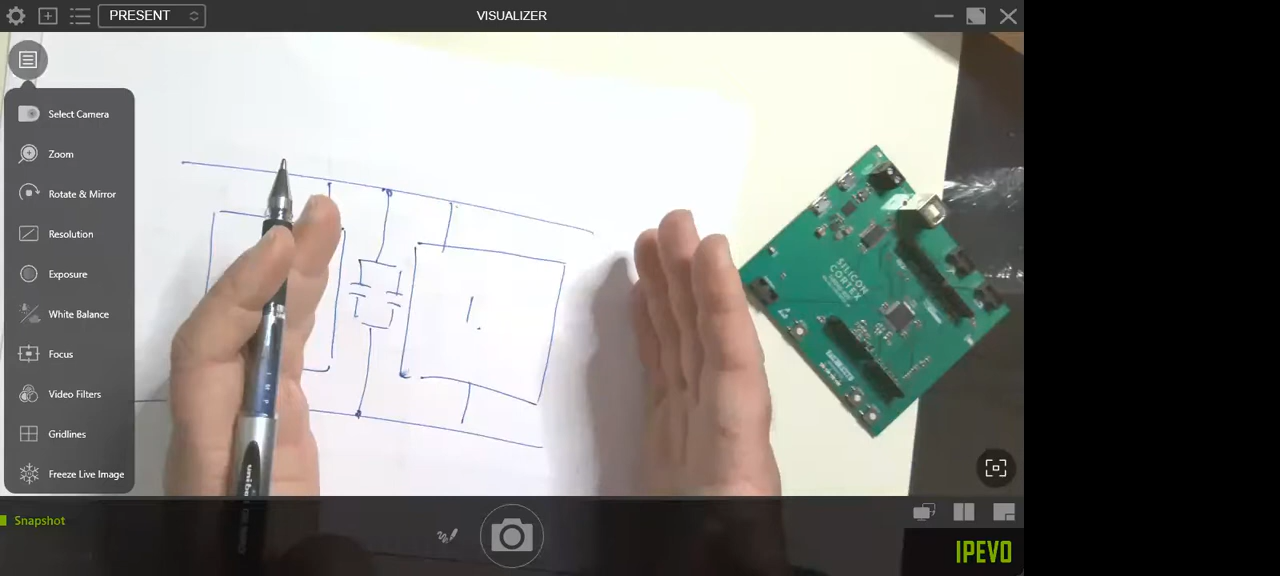 PRESENT
VISUALIZER
Select Camera
Zoom
Rotate & Mirror
Resolution
Exposure
White Balance
Focus
Video Filters
Gridlines
Freeze Live Image
1.
SILICON
CORTEX
Snapshot
IPEVO